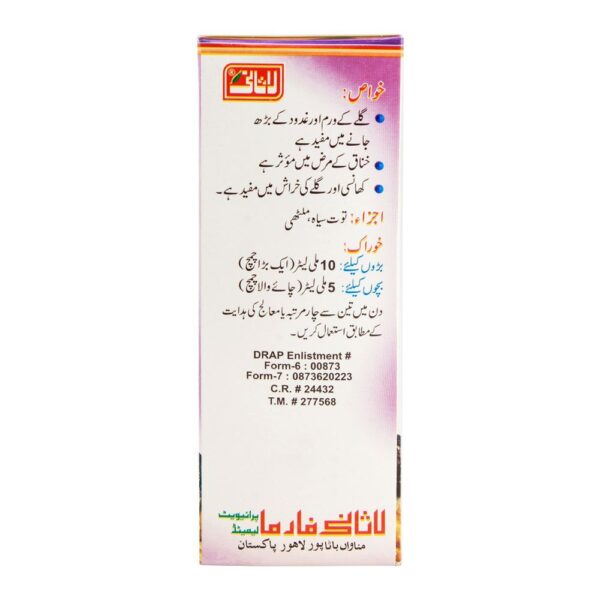 لاثانی
خواص:
گلے کے ورم اور غدود کے بڑھ
جانے میں مفید ہے
خناق کے مرض میں مؤثر ہے
کھانسی اور گلے کی خراش میں مفید ہے۔
اجزاء: توت سیاہ، ملٹھی
خوراک:
بڑوں کیلئے: 10 ملی لیٹر (ایک بڑا چمچ)
بچوں کیلئے: 5 ملی لیٹر (چائے والا چمچ)
دن میں تین سے چار مرتبہ یا معالج کی ہدایت
کے مطابق استعمال کریں۔
DRAP Enlistment #
Form-6 : 00873
Form-7 : 0873620223
C.R. # 24432
T.M. # 277568
لاثانی فارما پرائیویٹ لیمیٹڈ
مناواں باٹا پور لاہور پاکستان